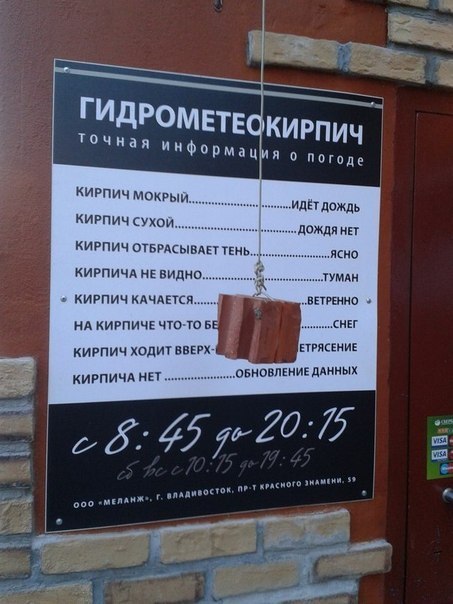 ГИДРОМЕТЕОКИРПИЧ
точная информация о погоде
КИРПИЧ МОКРЫЙ........................ИДЁТ ДОЖДЬ
КИРПИЧ СУХОЙ............................ДОЖДЯ НЕТ
КИРПИЧ ОТБРАСЫВАЕТ ТЕНЬ....................ЯСНО
КИРПИЧА НЕ ВИДНО..............................ТУМАН
КИРПИЧ КАЧАЕТСЯ ВЕТРЕННО
НА КИРПИЧЕ ЧТО-ТО БЕ СНЕГ
КИРПИЧ ХОДИТ ВВЕРХ- ЕТРЯСЕНИЕ
КИРПИЧА НЕТ ................ОБНОВЛЕНИЕ ДАННЫХ
с 8:45 до 20:15
сб вс с 10:15 до 19:45
ООО «МЕЛАНЖ», Г. ВЛАДИВОСТОК, ПР-Т КРАСНОГО ЗНАМЕНИ, 59
VISA
VISA